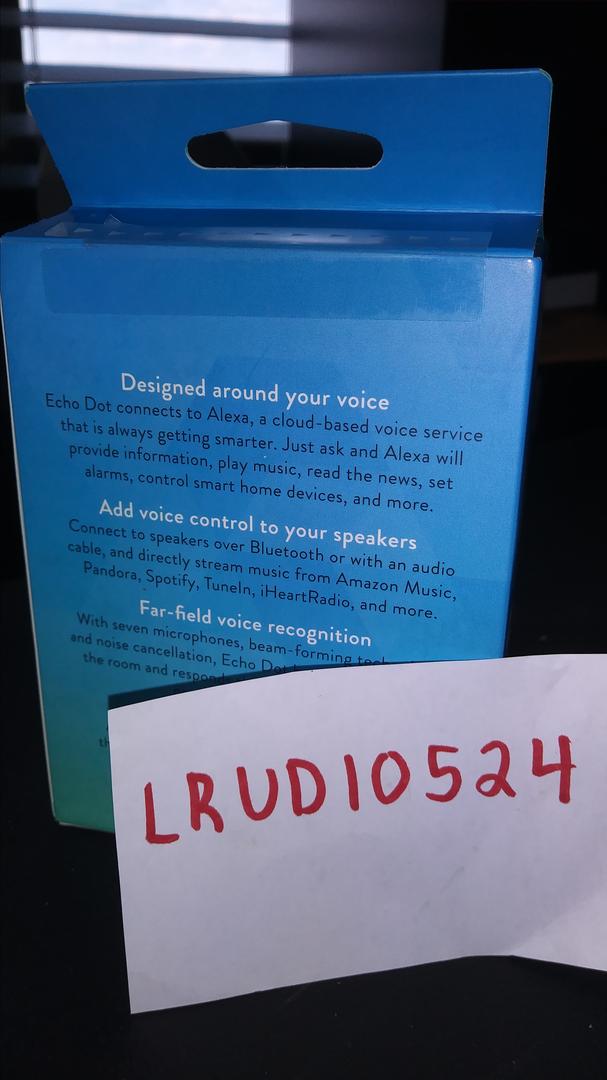 Designed around your voice
Echo Dot connects to Alexa, a cloud-based voice service
that is always getting smarter. Just ask and Alexa will
provide information, play music, read the news, set
alarms, control smart home devices, and more.
Add voice control to your speakers
Connect to speakers over Bluetooth or with an audio
cable, and directly stream music from Amazon Music,
Pandora, Spotify, TuneIn, iHeartRadio, and more.
Far-field voice recognition
With seven microphones, beam-forming
and noise cancellation, Echo Dot
the room and
LRUDIO524